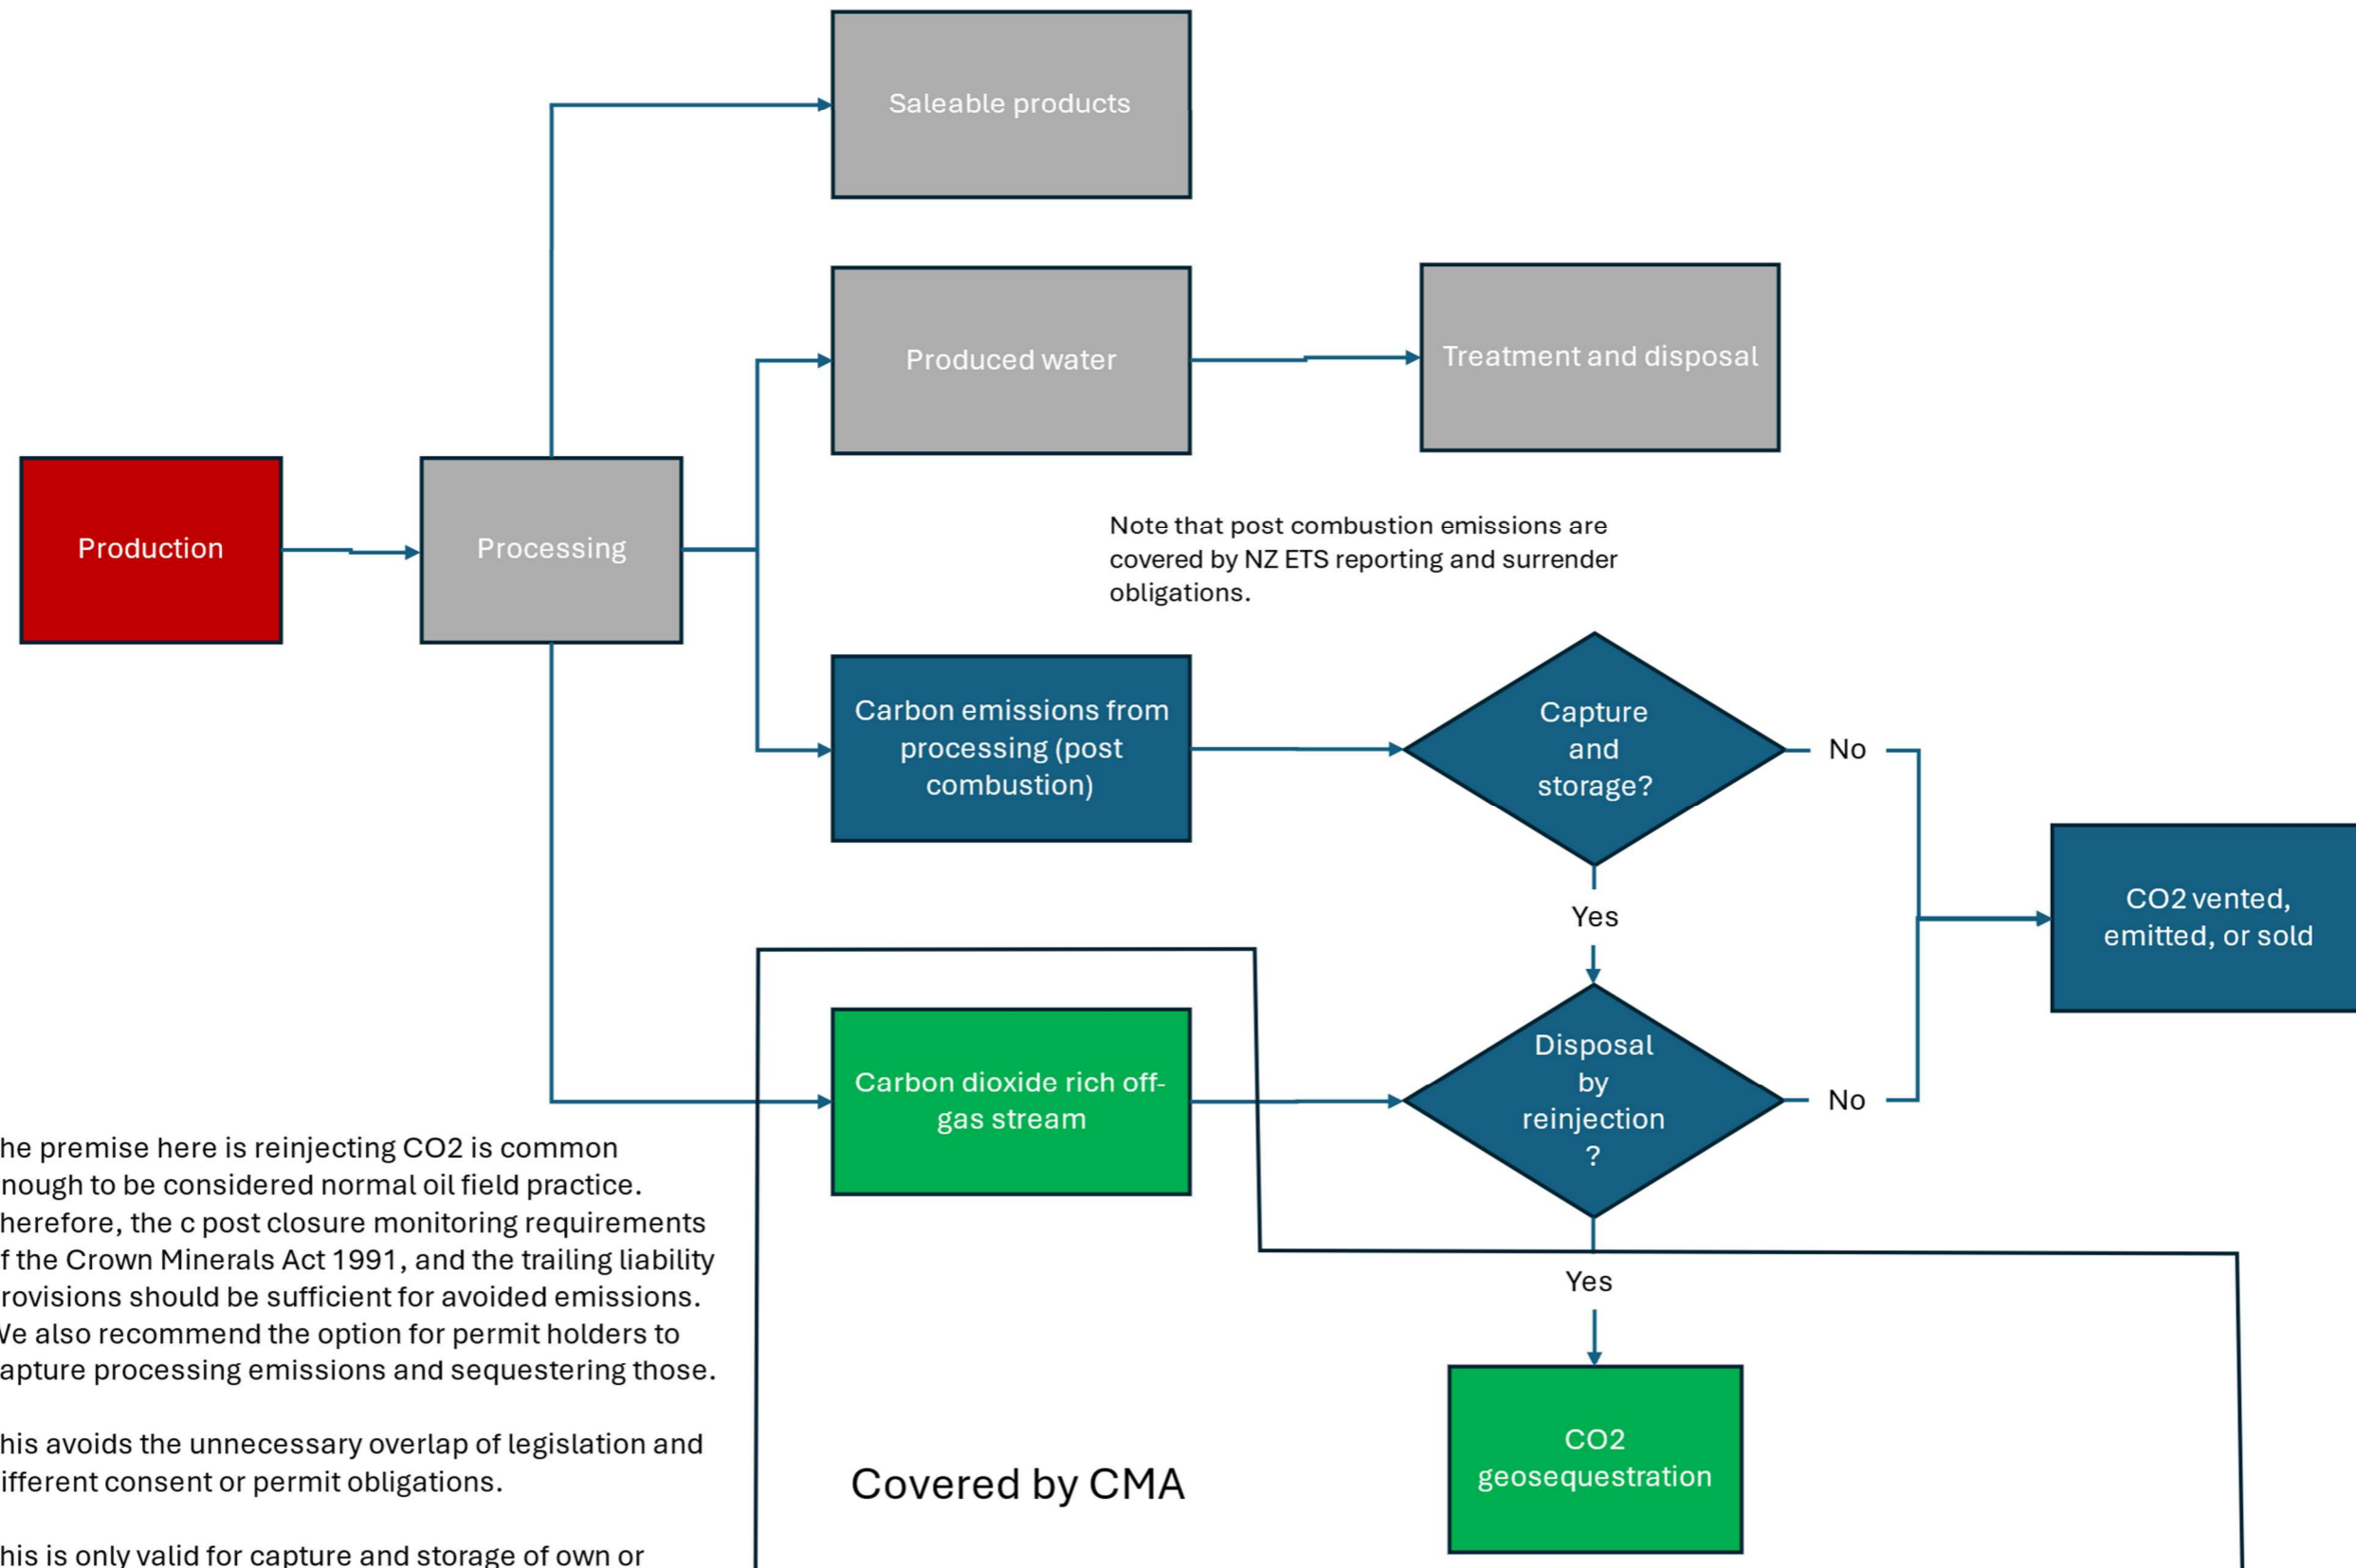 Saleable products
Produced water
Treatment and disposal
Production
Processing
Note that post combustion emissions are
covered by NZ ETS reporting and surrender
obligations.
Carbon emissions from
processing (post
combustion)
Capture
and
storage?
No
CO2 vented,
emitted, or sold
Yes
Carbon dioxide rich off-
gas stream
Disposal
by
reinjection
?
No
he premise here is reinjecting CO2 is common
nough to be considered normal oil field practice.
herefore, the c post closure monitoring requirements
f the Crown Minerals Act 1991, and the trailing liability
rovisions should be sufficient for avoided emissions.
We also recommend the option for permit holders to
apture processing emissions and sequestering those.
his avoids the unnecessary overlap of legislation and
ifferent consent or permit obligations.
his is only valid for capture and storage of own or
Yes
CO2
geosequestration
Covered by CMA